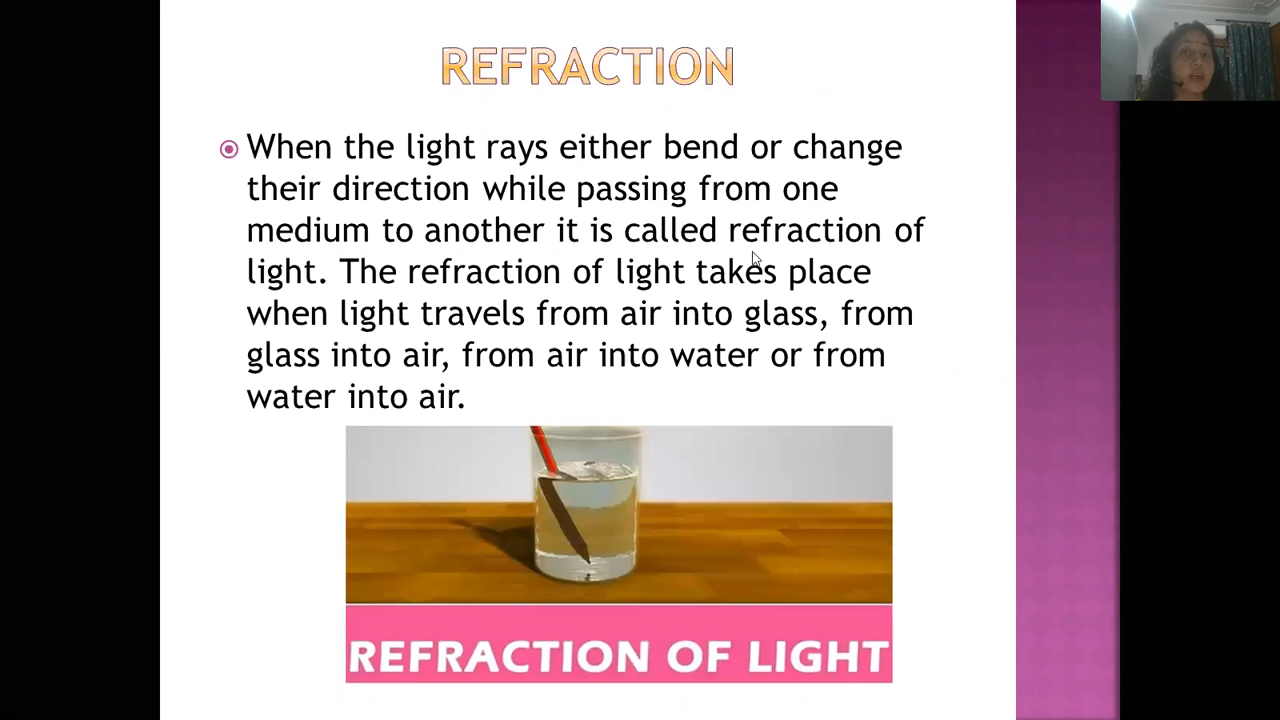 REFRACTION
When the light rays either bend or change
their direction while passing from one
medium to another it is called refraction of
light. The refraction of light takes place
when light travels from air into glass, from
glass into air, from air into water or from
water into air.
REFRACTION OF LIGHT